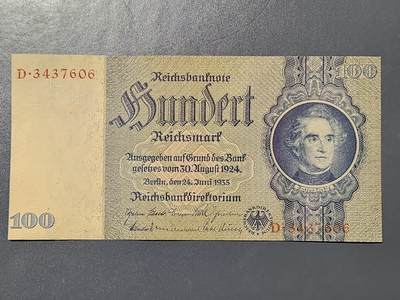 D·3437606
Reichsbanknote
100
Hundert
Reichsmark
Ausgegeben auf Grund des Bank
gesetzes vom 30. August 1924.
Berlin, den 24. Juni 1935
Reichsbankdirektorium
100
D·3437606